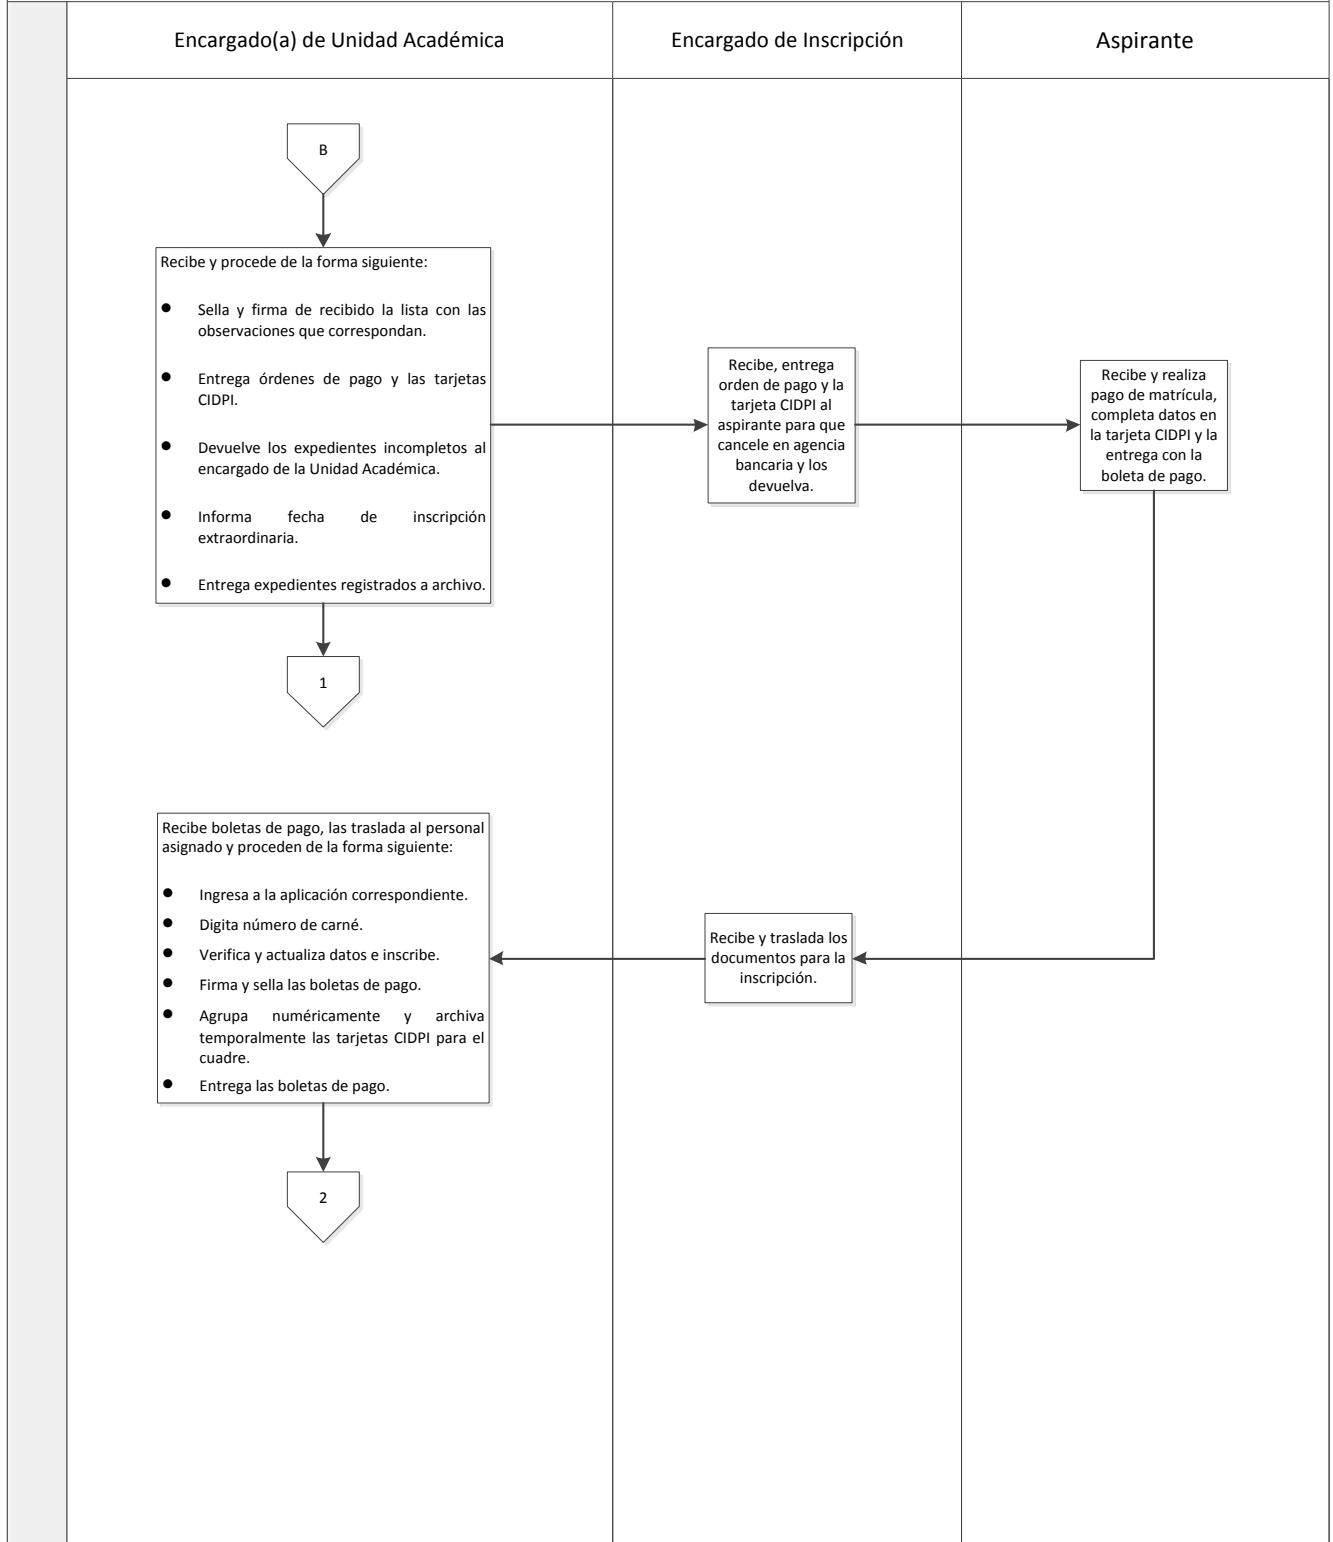 Encargado(a) de Unidad Académica
Encargado de Inscripción
Aspirante
B
Recibe y procede de la forma siguiente:
● Sella y firma de recibido la lista con las
observaciones que correspondan.
● Entrega órdenes de pago y las tarjetas
CIDPI.
● Devuelve los expedientes incompletos al
encargado de la Unidad Académica.
● Informa fecha de inscripción
extraordinaria.
● Entrega expedientes registrados a archivo.
Recibe, entrega
orden de pago y la
tarjeta CIDPI al
aspirante para que
cancele en agencia
bancaria y los
devuelva.
Recibe y realiza
pago de matrícula,
completa datos en
la tarjeta CIDPI y la
entrega con la
boleta de pago.
1
Recibe boletas de pago, las traslada al personal
asignado y proceden de la forma siguiente:
● Ingresa a la aplicación correspondiente.
● Digita número de carné.
● Verifica y actualiza datos e inscribe.
● Firma y sella las boletas de pago.
● Agrupa numéricamente y archiva
temporalmente las tarjetas CIDPI para el
cuadre.
● Entrega las boletas de pago.
Recibe y traslada los
documentos para la
inscripción.
2